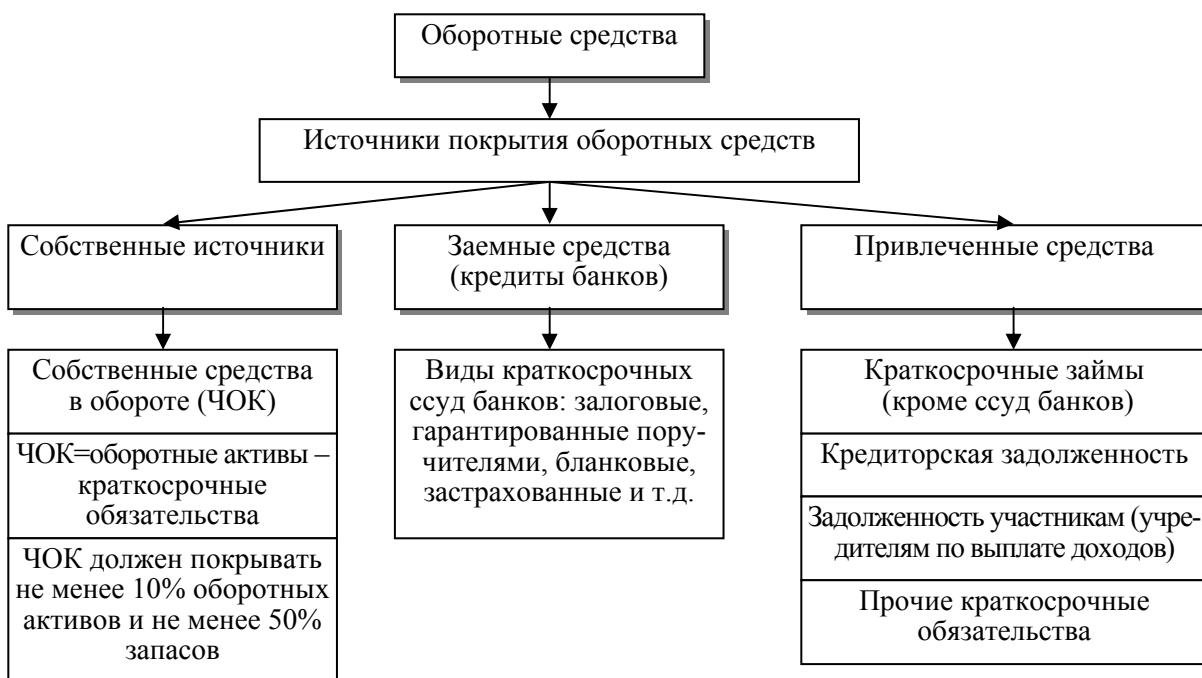 Оборотные средства
Источники покрытия оборотных средств
Собственные источники
Заемные средства
(кредиты банков)
Привлеченные средства
Собственные средства
в обороте (ЧОК)
ЧОК=оборотные активы –
краткосрочные
обязательства
ЧОК должен покрывать
не менее 10% оборотных
активов и не менее 50%
запасов
Виды краткосрочных
ссуд банков: залоговые,
гарантированные пору-
чителями, бланковые,
застрахованные и т.д.
Краткосрочные займы
(кроме ссуд банков)
Кредиторская задолженность
Задолженность участникам (учре-
дителям по выплате доходов)
Прочие краткосрочные
обязательства